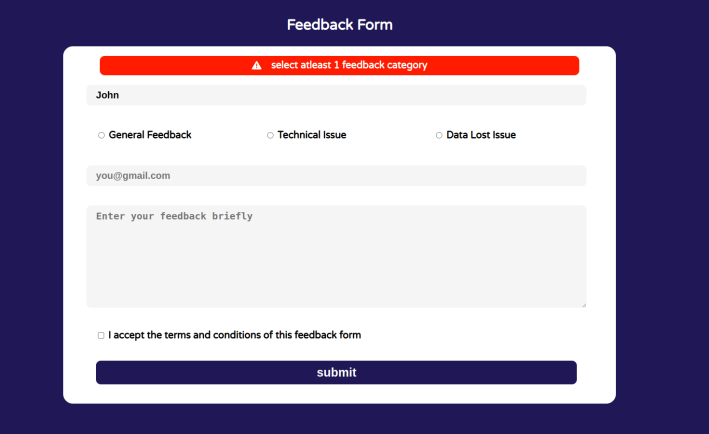 Feedback Form
select atleast 1 feedback category
John
General Feedback Technical Issue Data Lost Issue
you@gmail.com
Enter your feedback briefly
I accept the terms and conditions of this feedback form
submit